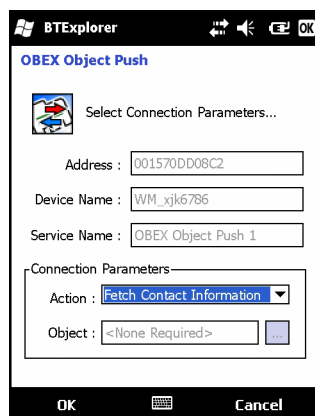 BTExplorer OK
OBEX Object Push
Select Connection Parameters...
Address : 001570DD08C2
Device Name : WM_xjk6786
Service Name : OBEX Object Push 1
Connection Parameters
Action : Fetch Contact Information
Object : <None Required> ...
OK Cancel